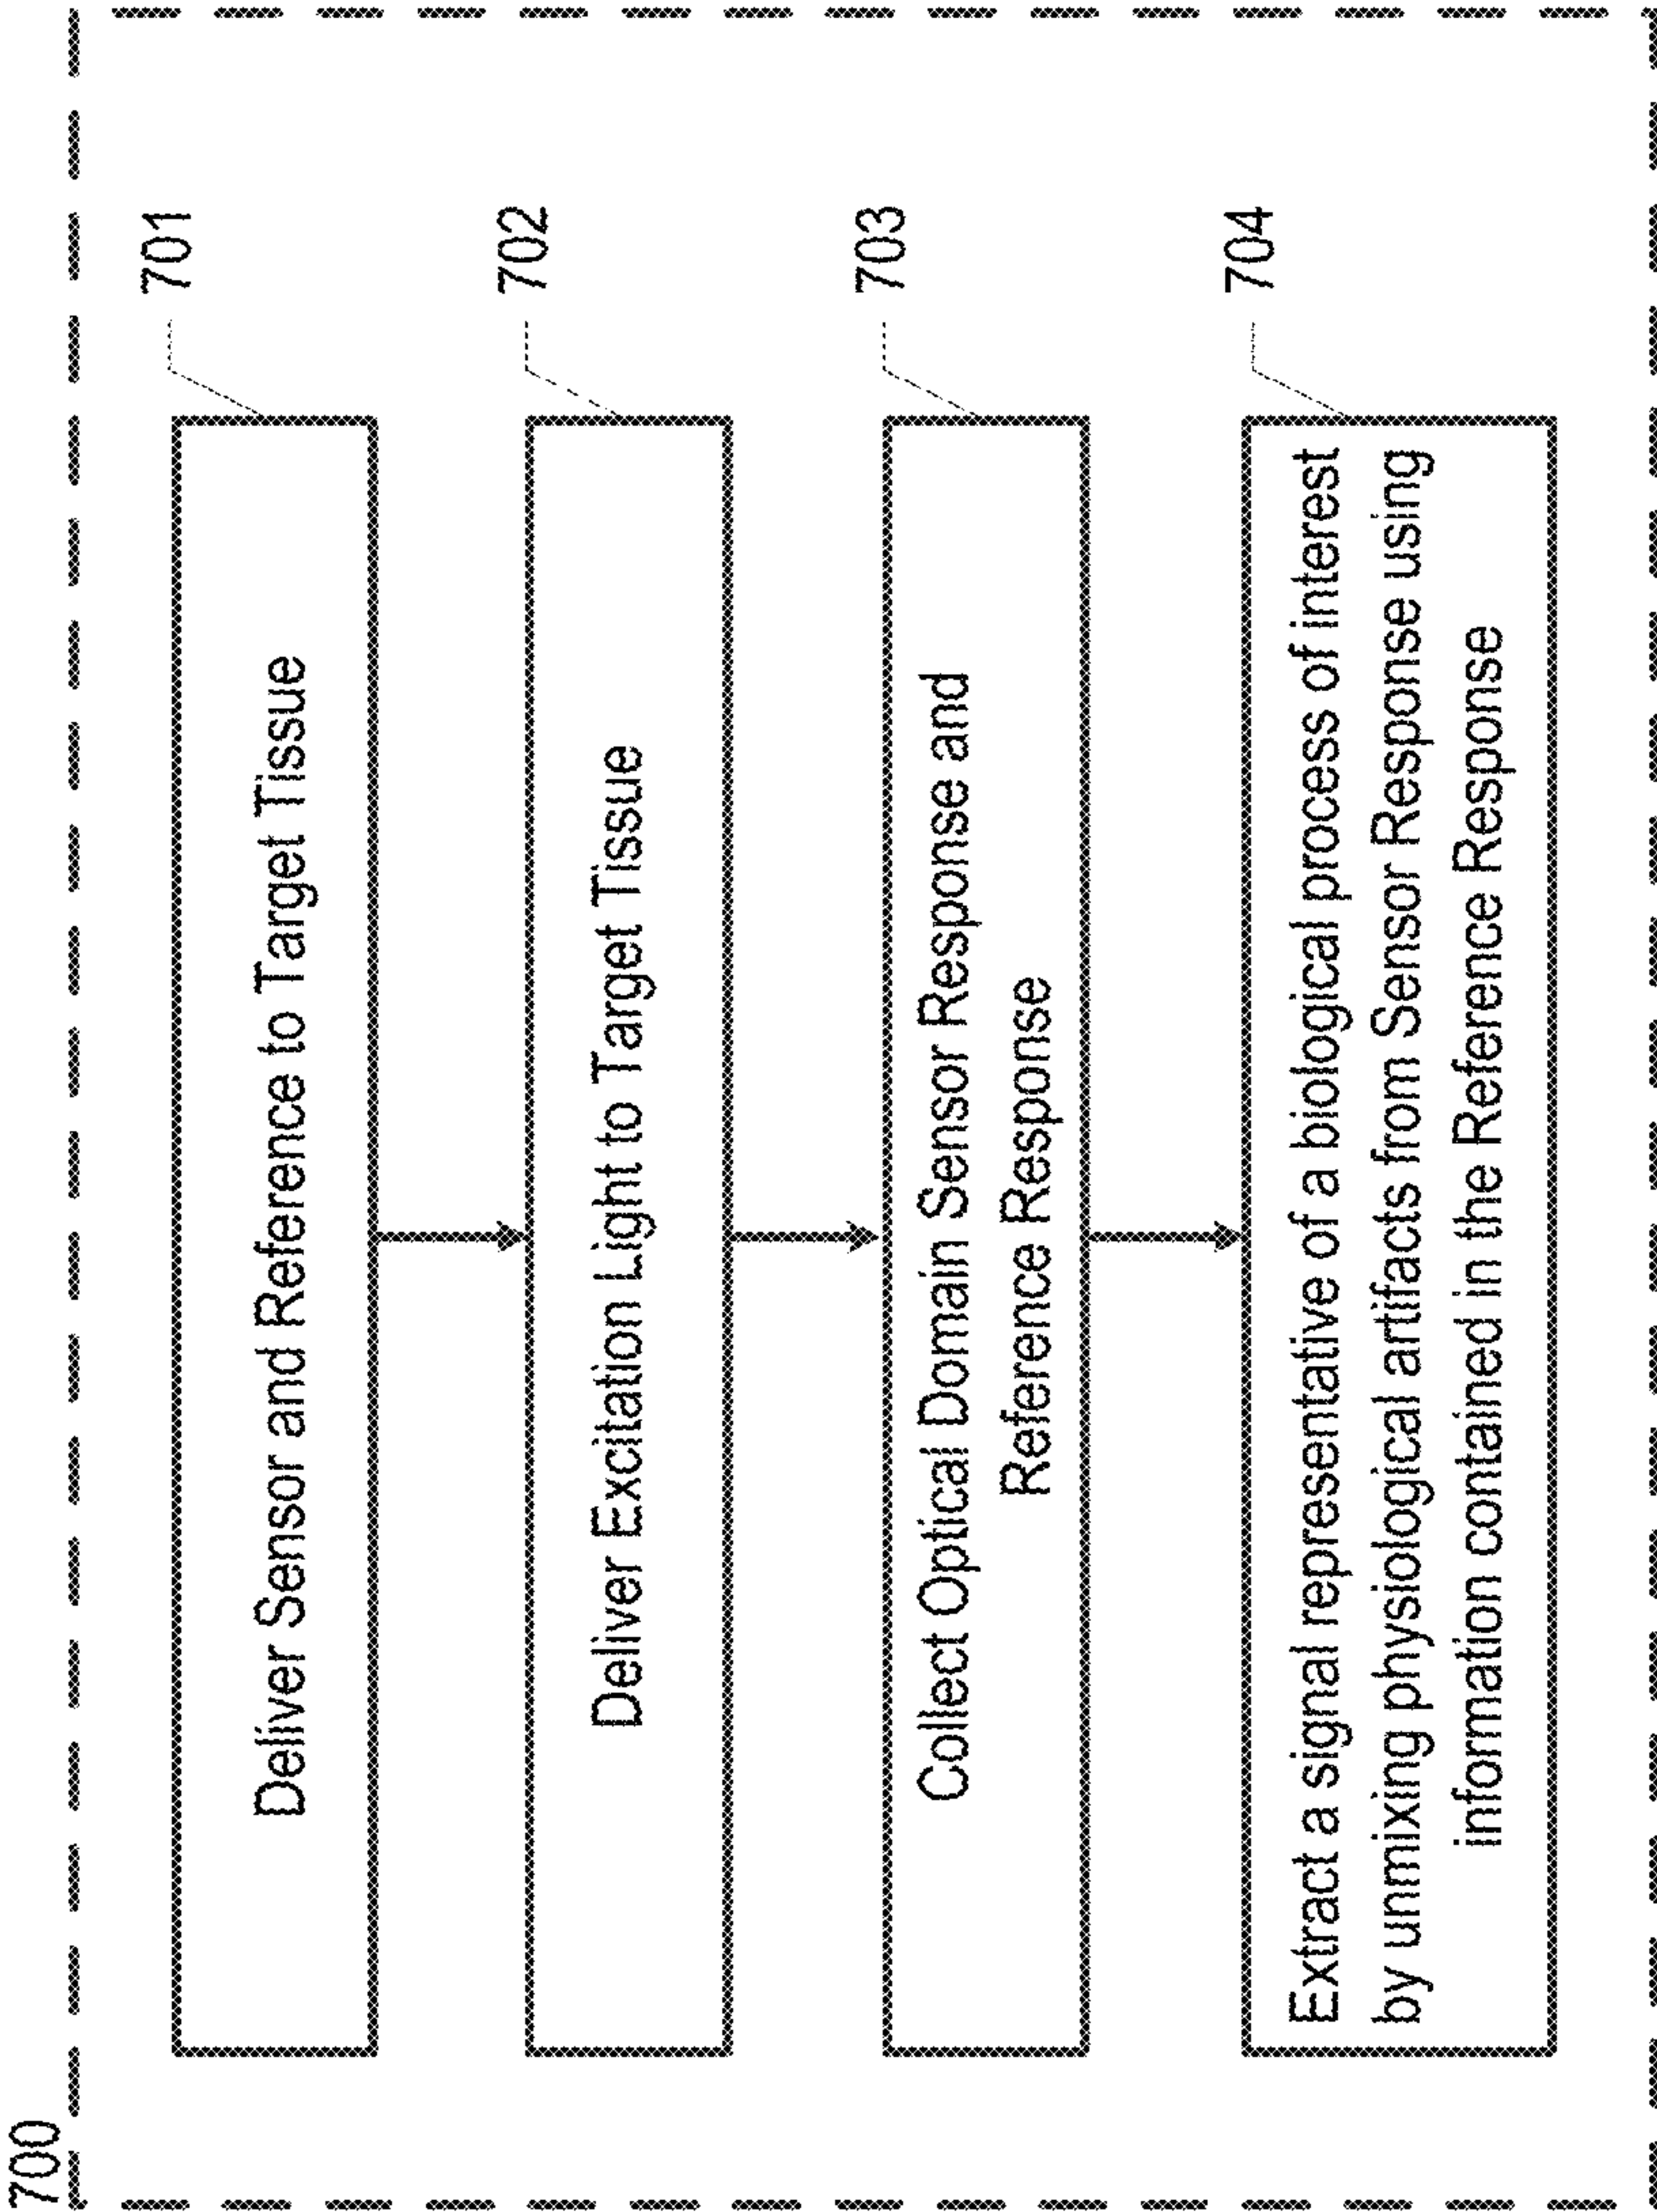 700
Deliver Sensor and Reference to Target Tissue
701
Deliver Excitation Light to Target Tissue
702
Collect Optical Domain Sensor Response and
Reference Response
703
Extract a signal representative of a biological process of interest
by unmixing physiological artifacts from Sensor Response using
information contained in the Reference Response
704